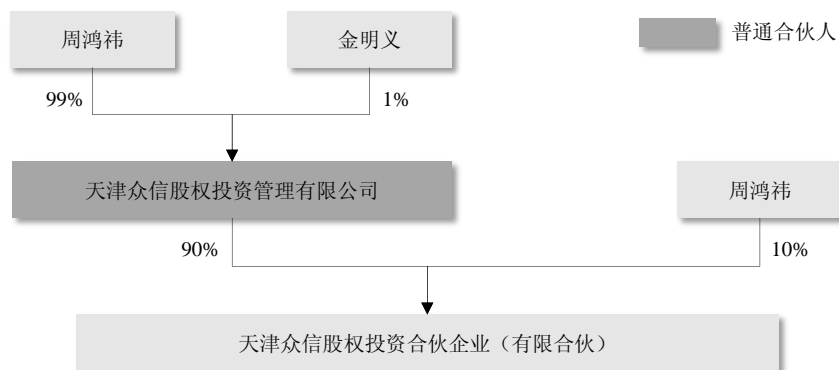 周鸿祎
金明义
普通合伙人
99%
1%
天津众信股权投资管理有限公司
周鸿祎
90%
10%
天津众信股权投资合伙企业（有限合伙）